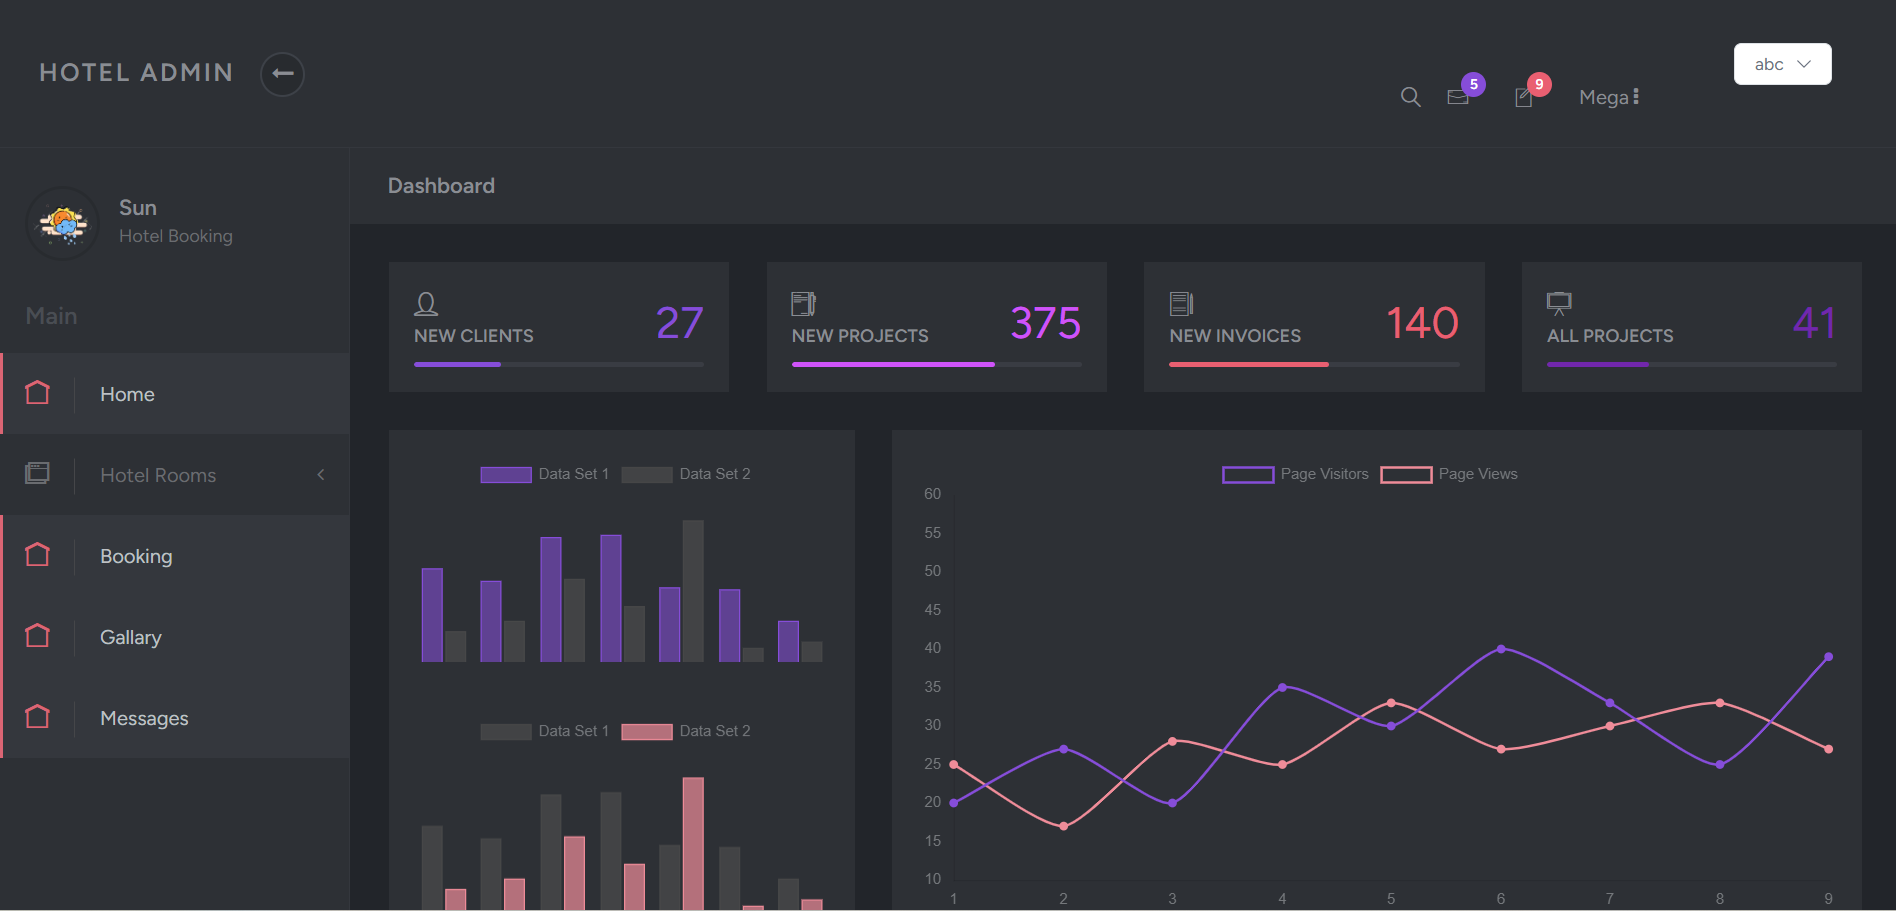 HOTEL ADMIN
abc
5
9
Mega
Sun
Hotel Booking
Main
Home
Hotel Rooms
Booking
Gallary
Messages
Dashboard
NEW CLIENTS 27
NEW PROJECTS 375
NEW INVOICES 140
ALL PROJECTS 41
Data Set 1 Data Set 2
Data Set 1 Data Set 2
Page Visitors Page Views
60
55
50
45
40
35
30
25
20
15
10
1 2 3 4 5 6 7 8 9